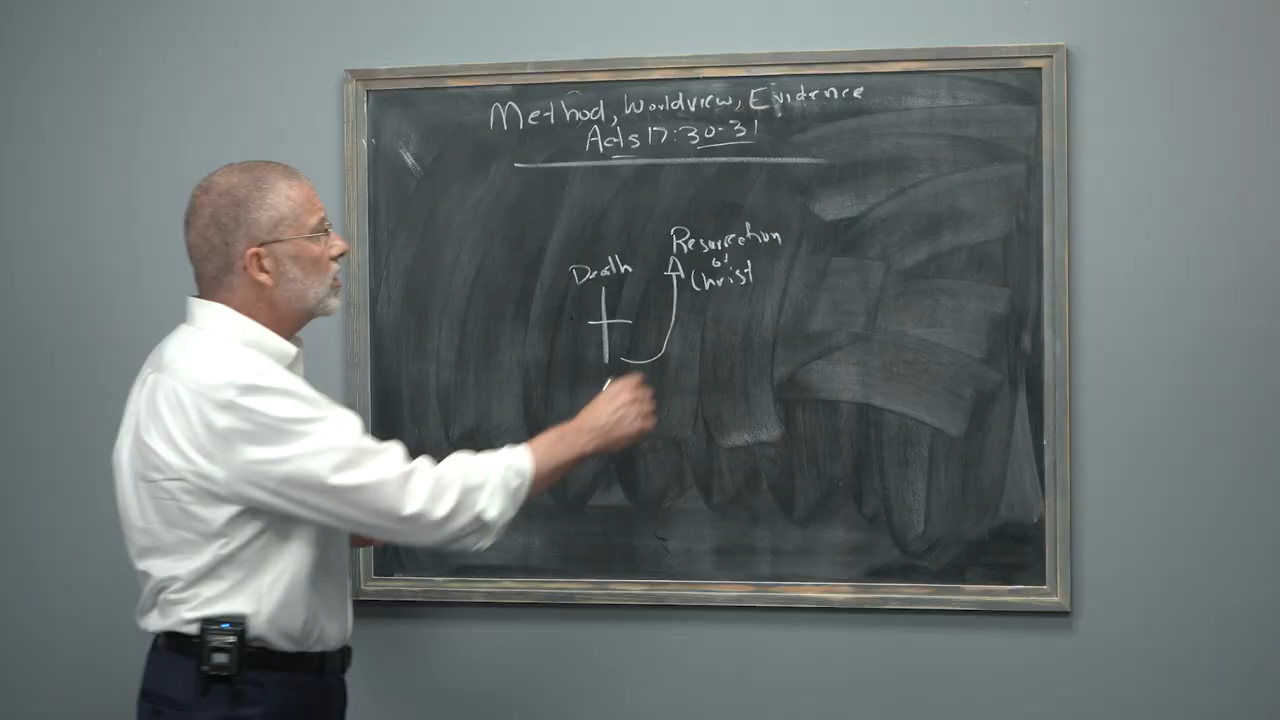 Method, Worldview, Evidence
Acts 17:30-31
Death
Resurrection
of
Christ